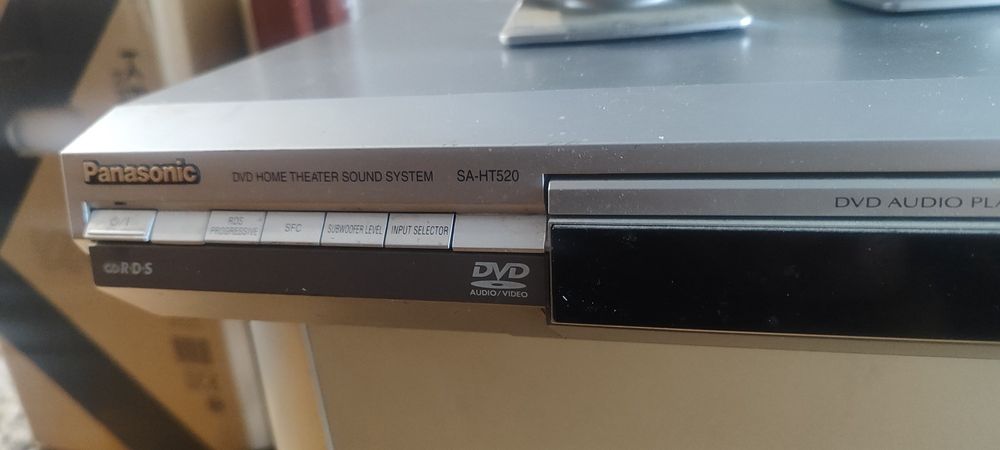 Panasonic
DVD HOME THEATER SOUND SYSTEM SA-HT520
DVD AUDIO PLA
⏻/I
RDS
PROGRESSIVE
SFC
SUBWOOFER LEVEL
INPUT SELECTOR
R·D·S
DVD
AUDIO/VIDEO